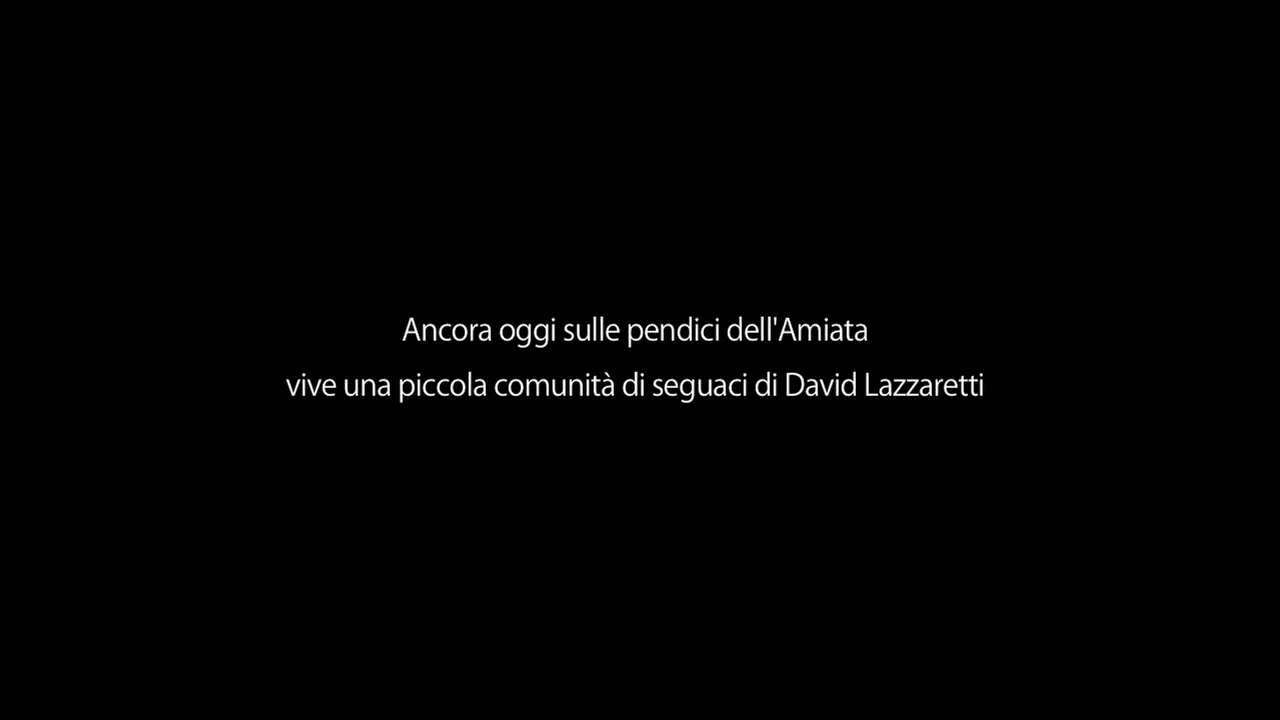 Ancora oggi sulle pendici dell'Amiata
vive una piccola comunità di seguaci di David Lazzaretti